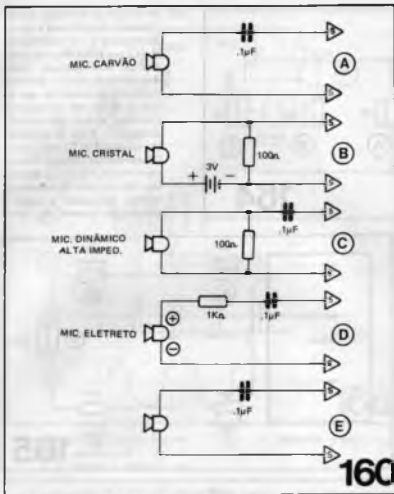 .1µF
MIC. CARVÃO
A
MIC. CRISTAL
100Ω
B
+ 3V −
.1µF
MIC. DINÂMICO
ALTA IMPED.
100Ω
C
MIC. ELETRETO
+
−
1KΩ
.1µF
D
.1µF
E
160